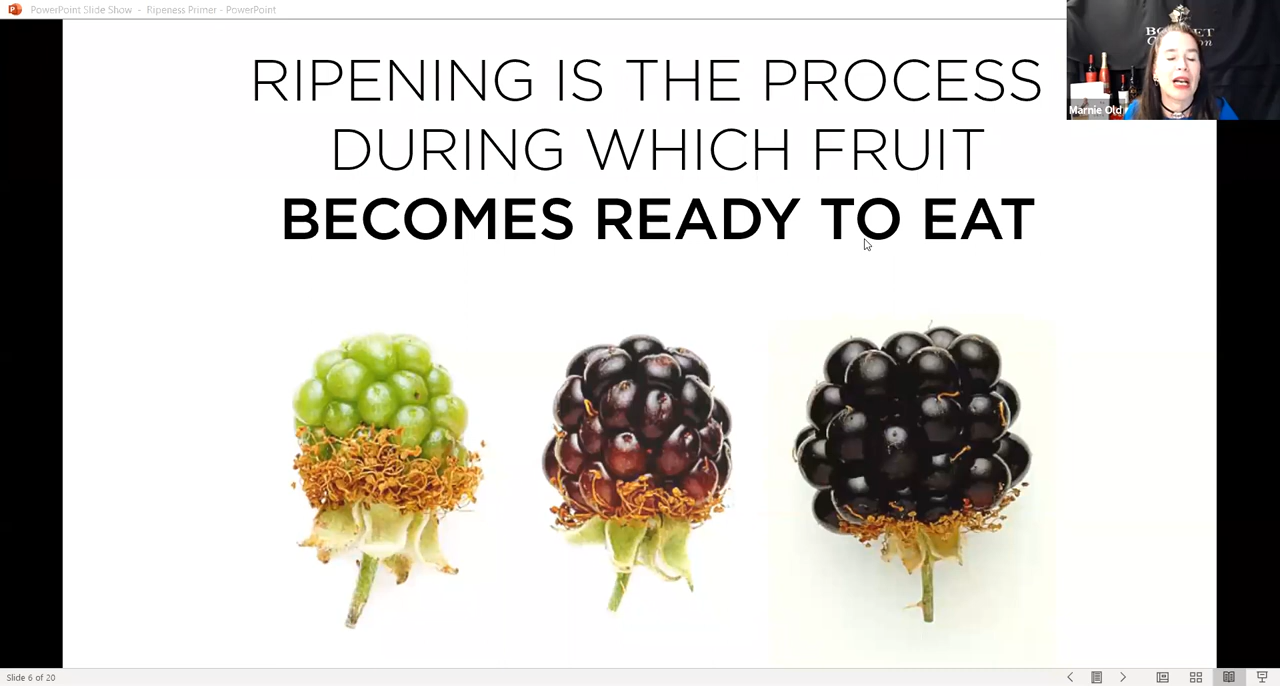 PowerPoint Slide Show - Ripeness Primer - PowerPoint
RIPENING IS THE PROCESS
DURING WHICH FRUIT
BECOMES READY TO EAT
Marnie Old
Slide 6 of 20